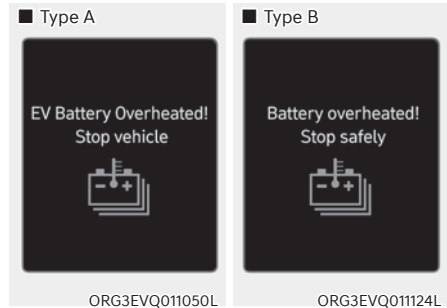 ■ Type A
EV Battery Overheated!
Stop vehicle
ORG3EVQ011050L
■ Type B
Battery overheated!
Stop safely
ORG3EVQ011124L